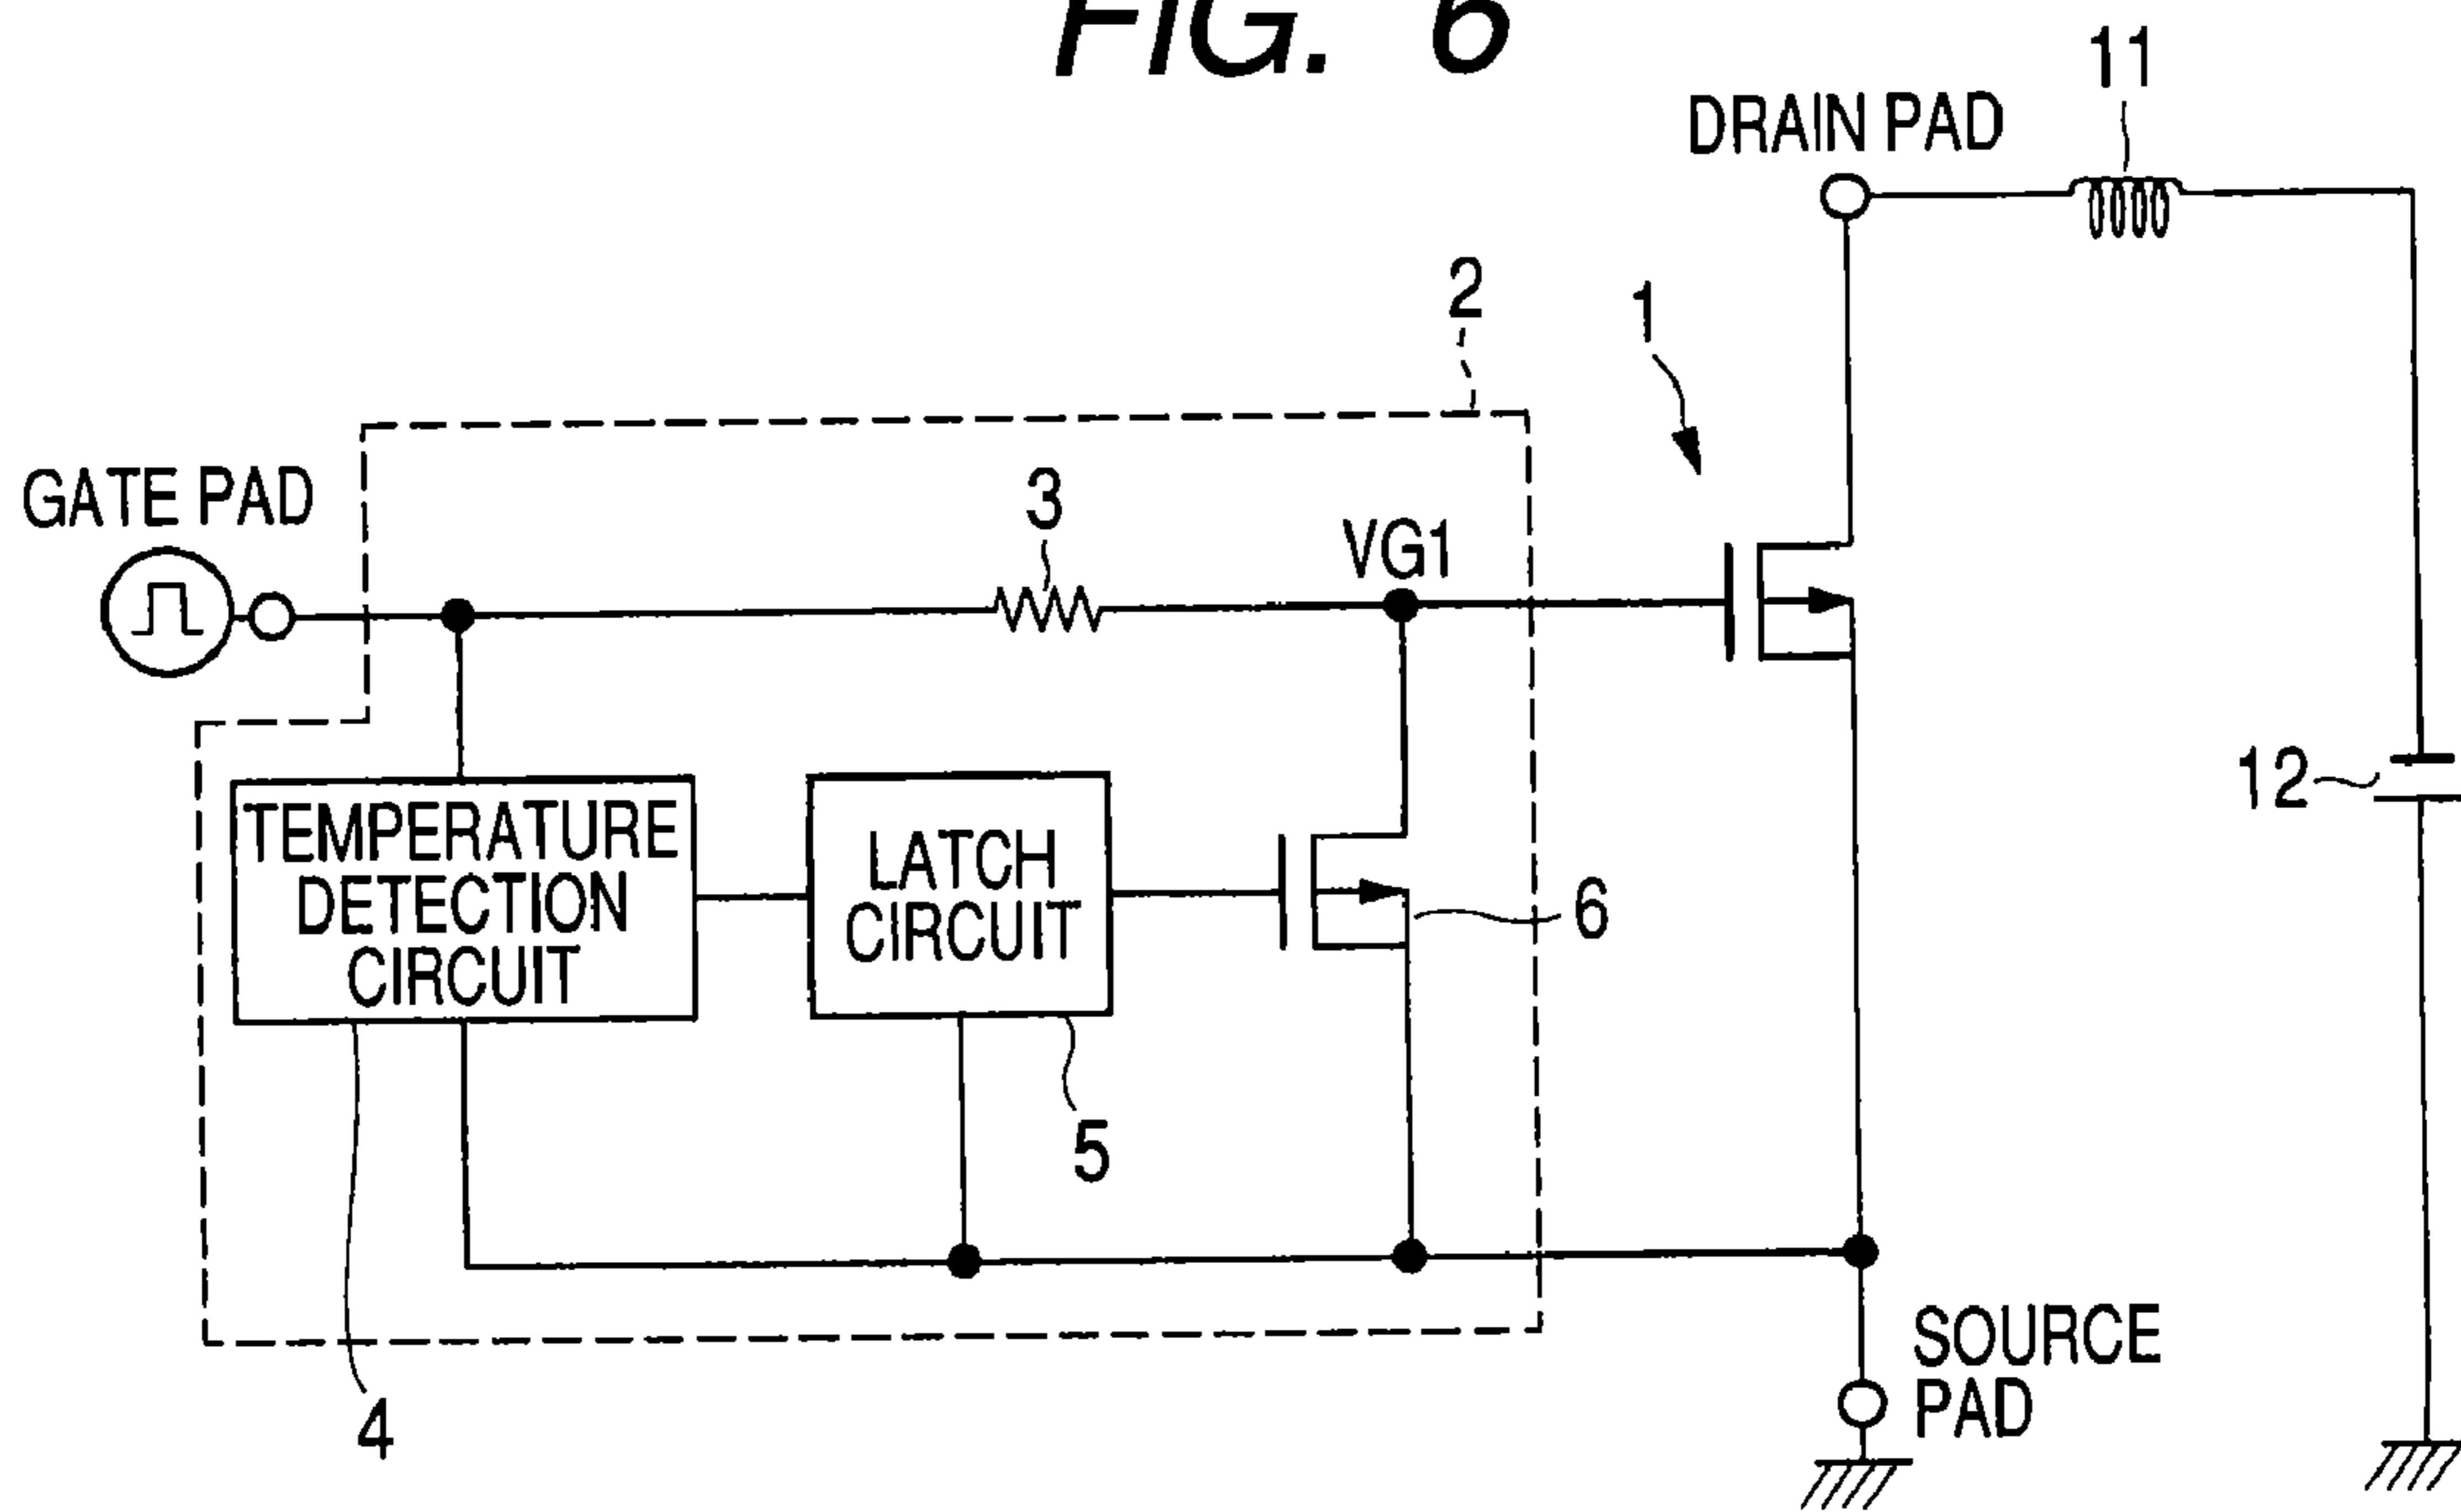 FIG. 6
11
DRAIN PAD
2
1
GATE PAD
3
VG1
12
TEMPERATURE
DETECTION
CIRCUIT
LATCH
CIRCUIT
6
5
SOURCE
PAD
4